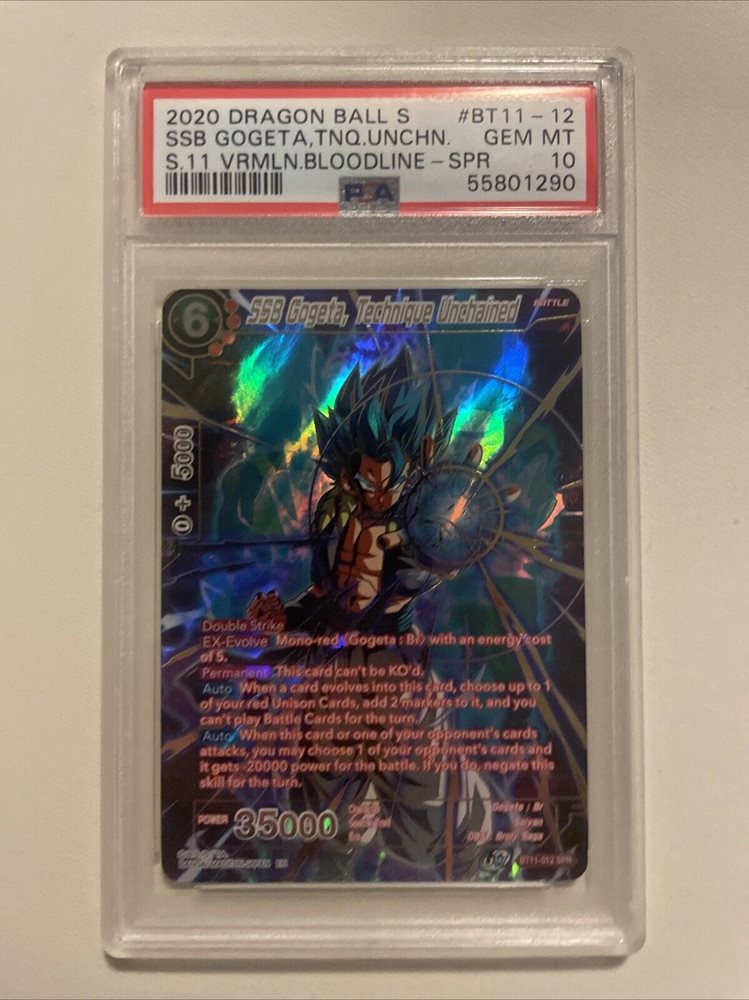 2020 DRAGON BALL S #BT11-12
SSB GOGETA,TNQ.UNCHN. GEM MT
S.11 VRMLN.BLOODLINE-SPR 10
55801290
PSA
6 SSB Gogeta, Technique Unchained BATTLE
0+ 5000
Double Strike
EX-Evolve Mono-red ‹Gogeta : Br› with an energy cost
of 5.
Permanent This card can't be KO'd.
Auto When a card evolves into this card, choose up to 1
of your red Unison Cards, add 2 markers to it, and you
can't play Battle Cards for the turn.
Auto When this card or one of your opponent's cards
attacks, you may choose 1 of your opponent's cards and
it gets -20000 power for the battle. If you do, negate this
skill for the turn.
POWER 35000
Gogeta : Br
Saiyan
Era DBS : Broly Saga
BT11-012 SPR